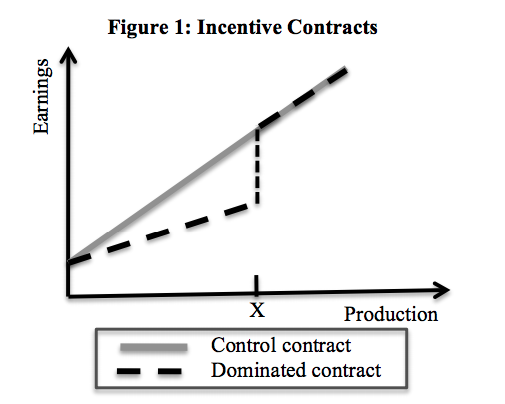 Figure 1: Incentive Contracts
Earnings
X
Production
Control contract
Dominated contract